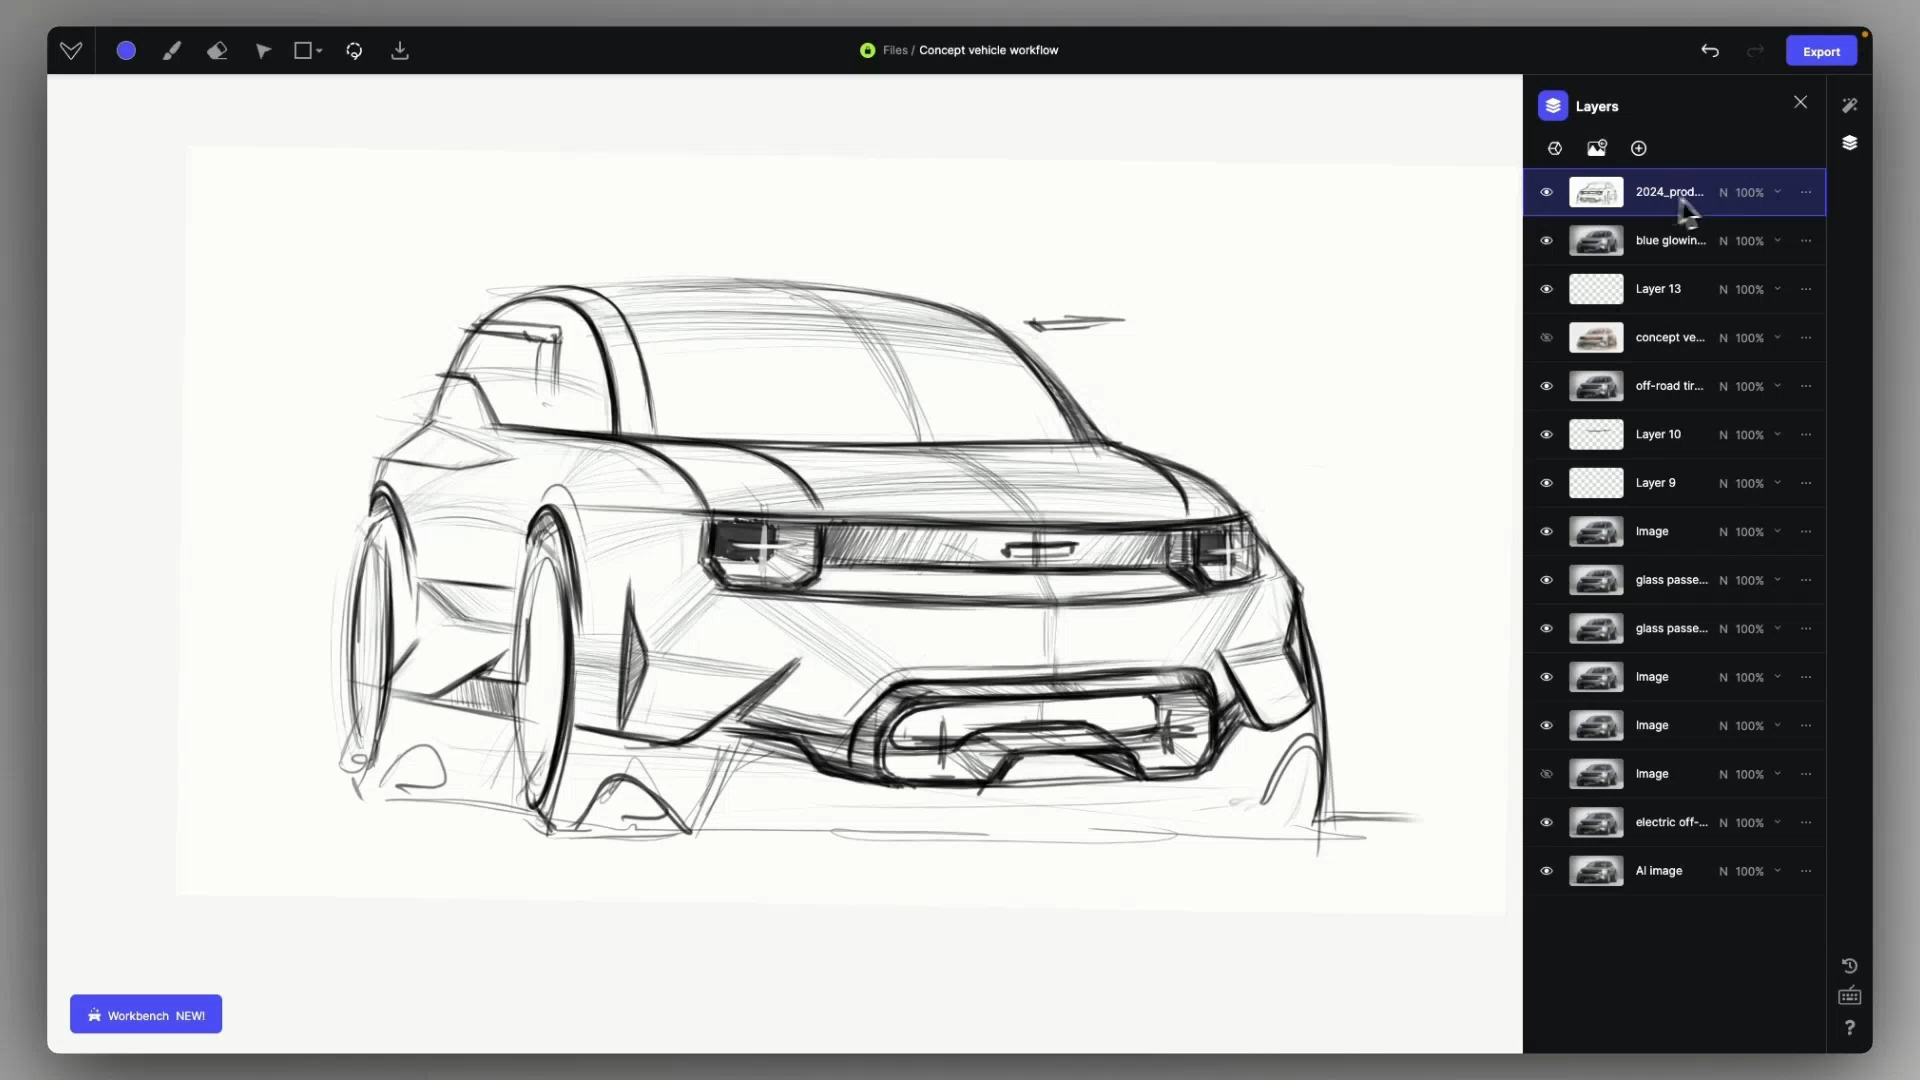 Files / Concept vehicle workflow
Export
Layers
2024_prod... N 100%
blue glowin... N 100%
Layer 13 N 100%
concept ve... N 100%
off-road tir... N 100%
Layer 10 N 100%
Layer 9 N 100%
Image N 100%
glass passe... N 100%
glass passe... N 100%
Image N 100%
Image N 100%
Image N 100%
electric off-... N 100%
AI image N 100%
Workbench NEW!